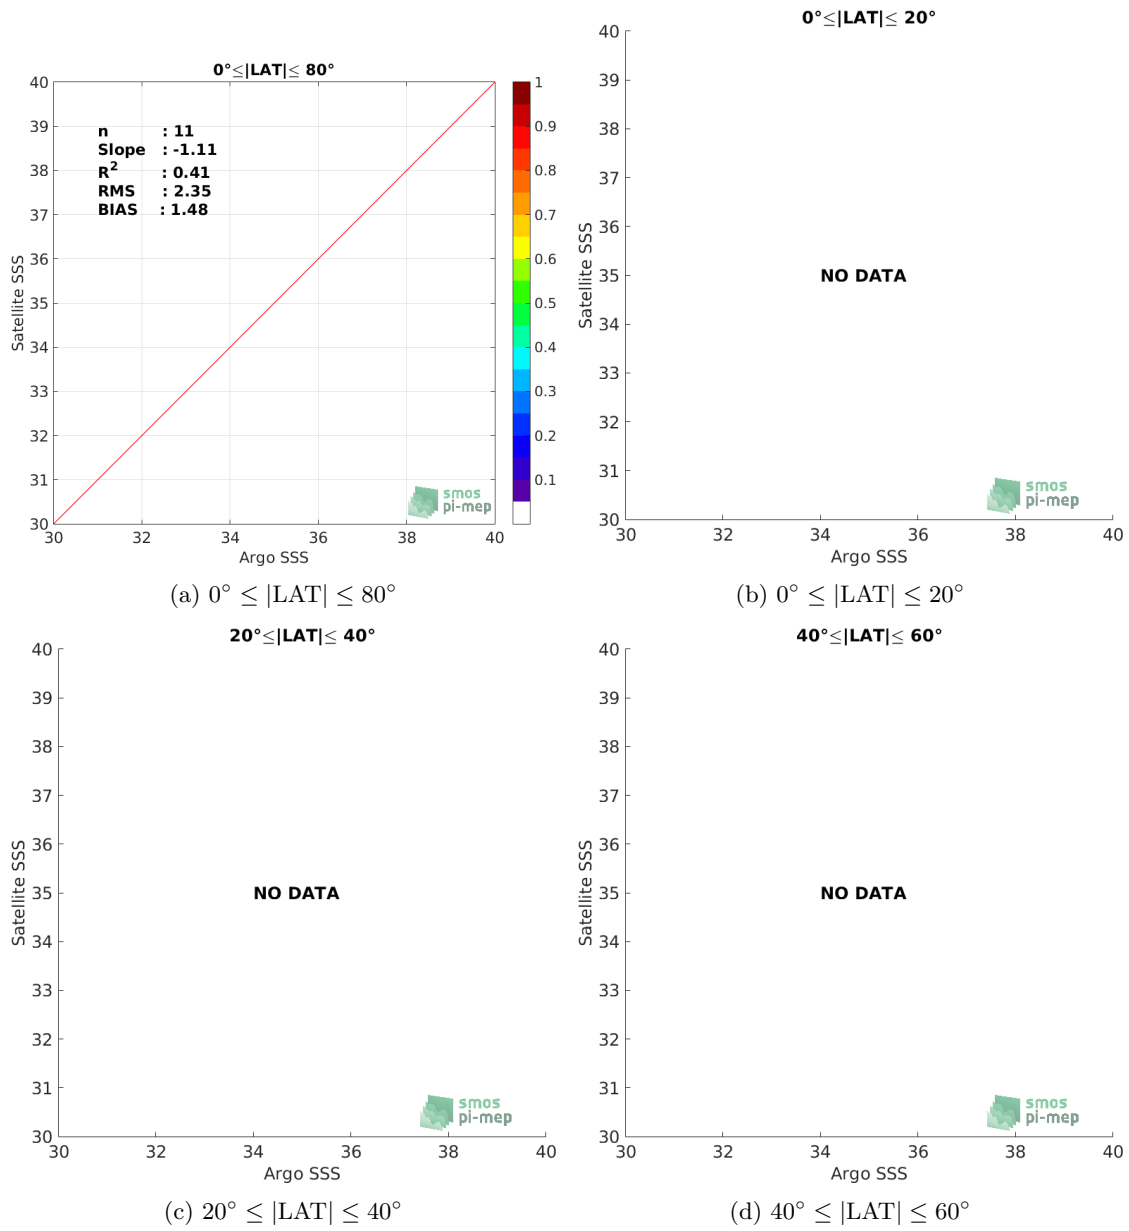 0°≤|LAT|≤ 80°
40
39
38
37
36
35
34
33
32
31
30
Satellite SSS
n : 11
Slope : -1.11
R² : 0.41
RMS : 2.35
BIAS : 1.48
1
0.9
0.8
0.7
0.6
0.5
0.4
0.3
0.2
0.1
smos
pi-mep
30 32 34 36 38 40
Argo SSS
(a) 0° ≤ |LAT| ≤ 80°
0°≤|LAT|≤ 20°
40
39
38
37
36
35
34
33
32
31
30
Satellite SSS
NO DATA
smos
pi-mep
30 32 34 36 38 40
Argo SSS
(b) 0° ≤ |LAT| ≤ 20°
20°≤|LAT|≤ 40°
40
39
38
37
36
35
34
33
32
31
30
Satellite SSS
NO DATA
smos
pi-mep
30 32 34 36 38 40
Argo SSS
(c) 20° ≤ |LAT| ≤ 40°
40°≤|LAT|≤ 60°
40
39
38
37
36
35
34
33
32
31
30
Satellite SSS
NO DATA
smos
pi-mep
30 32 34 36 38 40
Argo SSS
(d) 40° ≤ |LAT| ≤ 60°